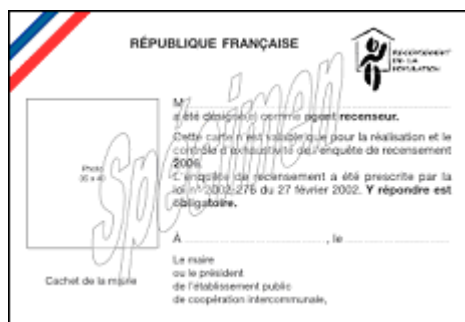 RÉPUBLIQUE FRANÇAISE
RECENSEMENT
DE LA
POPULATION
M.
a été désigné(e) comme agent recenseur.
Cette carte n'est valable que pour la réalisation et le
contrôle d'exhaustivité de l'enquête de recensement
2006.
L'enquête de recensement a été prescrite par la
loi n° 2002-276 du 27 février 2002. Y répondre est
obligatoire.
Photo
35 x 40
Spécimen
À , le
Cachet de la mairie
Le maire
ou le président
de l'établissement public
de coopération intercommunale,